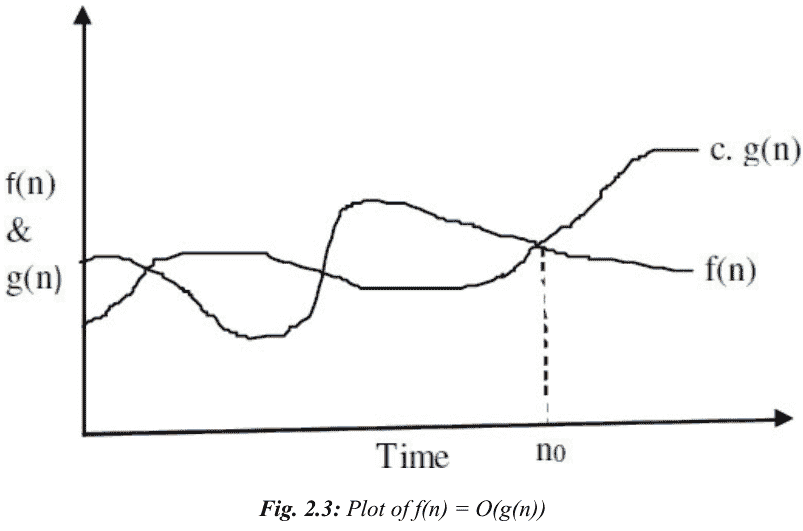 c. g(n)
f(n)
&
g(n)
f(n)
Time
n0
Fig. 2.3: Plot of f(n) = O(g(n))